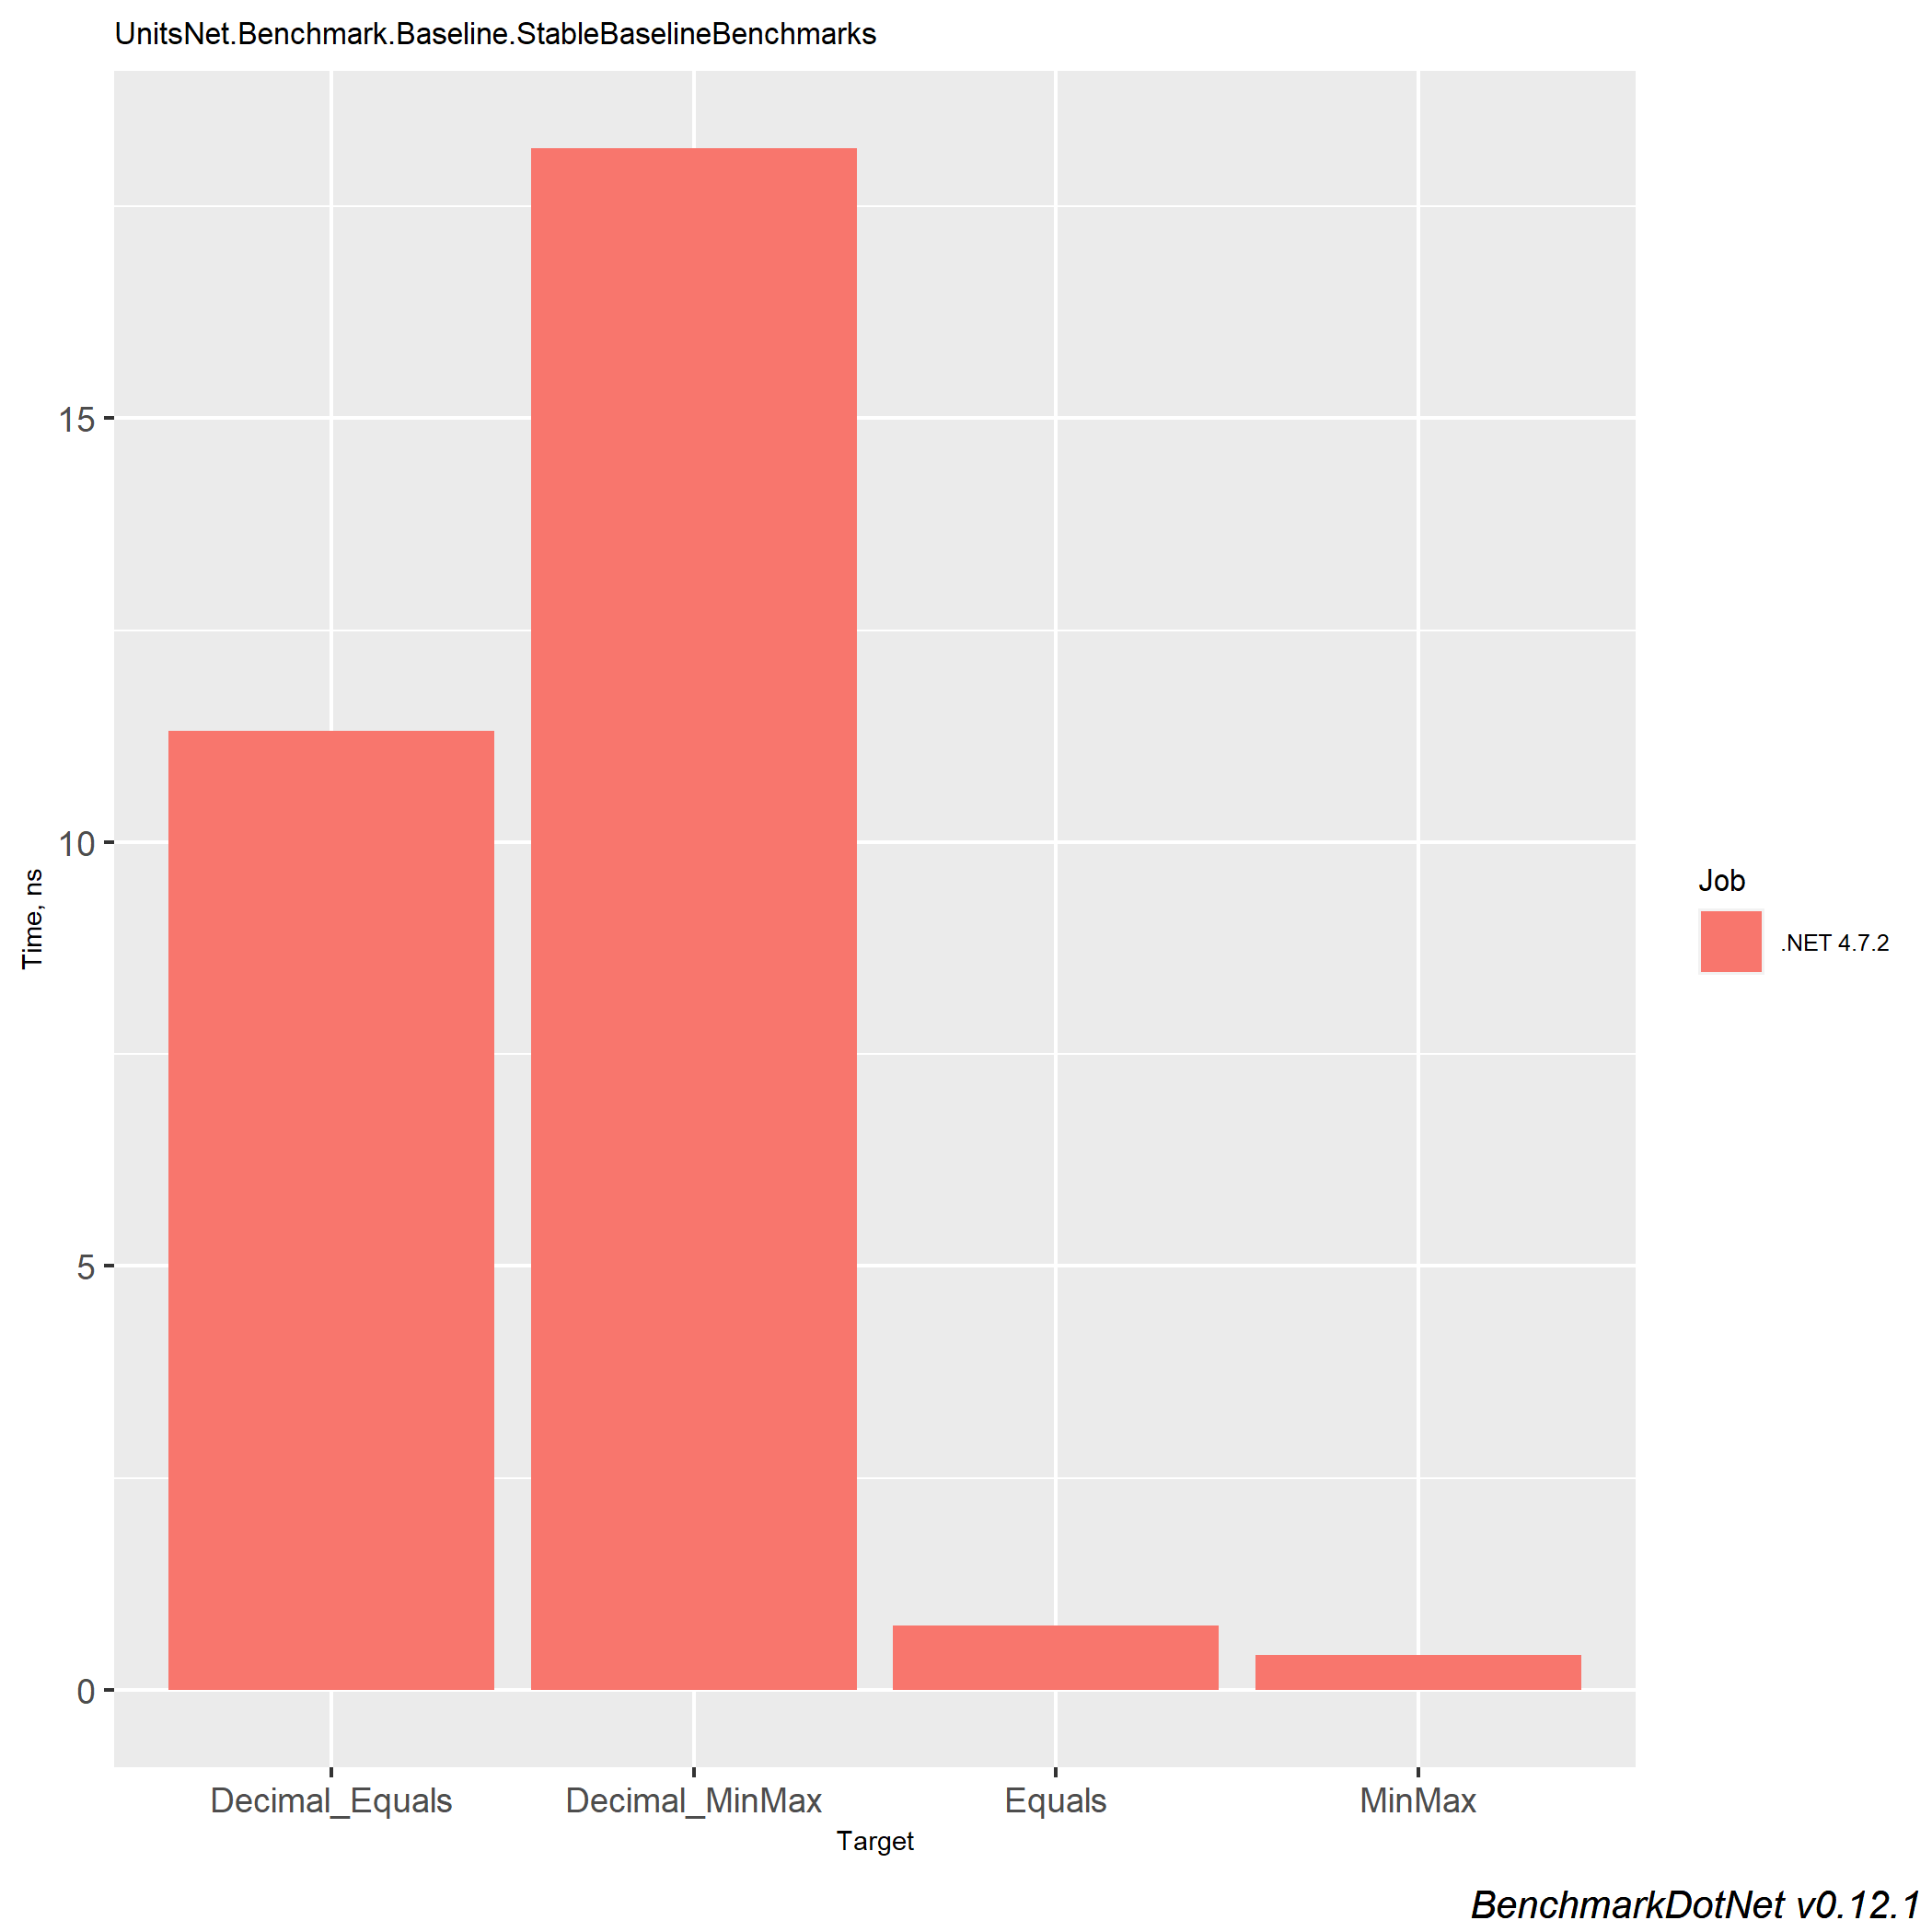 UnitsNet.Benchmark.Baseline.StableBaselineBenchmarks
15
10
5
0
Time, ns
Decimal_Equals
Decimal_MinMax
Equals
MinMax
Target
Job
.NET 4.7.2
BenchmarkDotNet v0.12.1